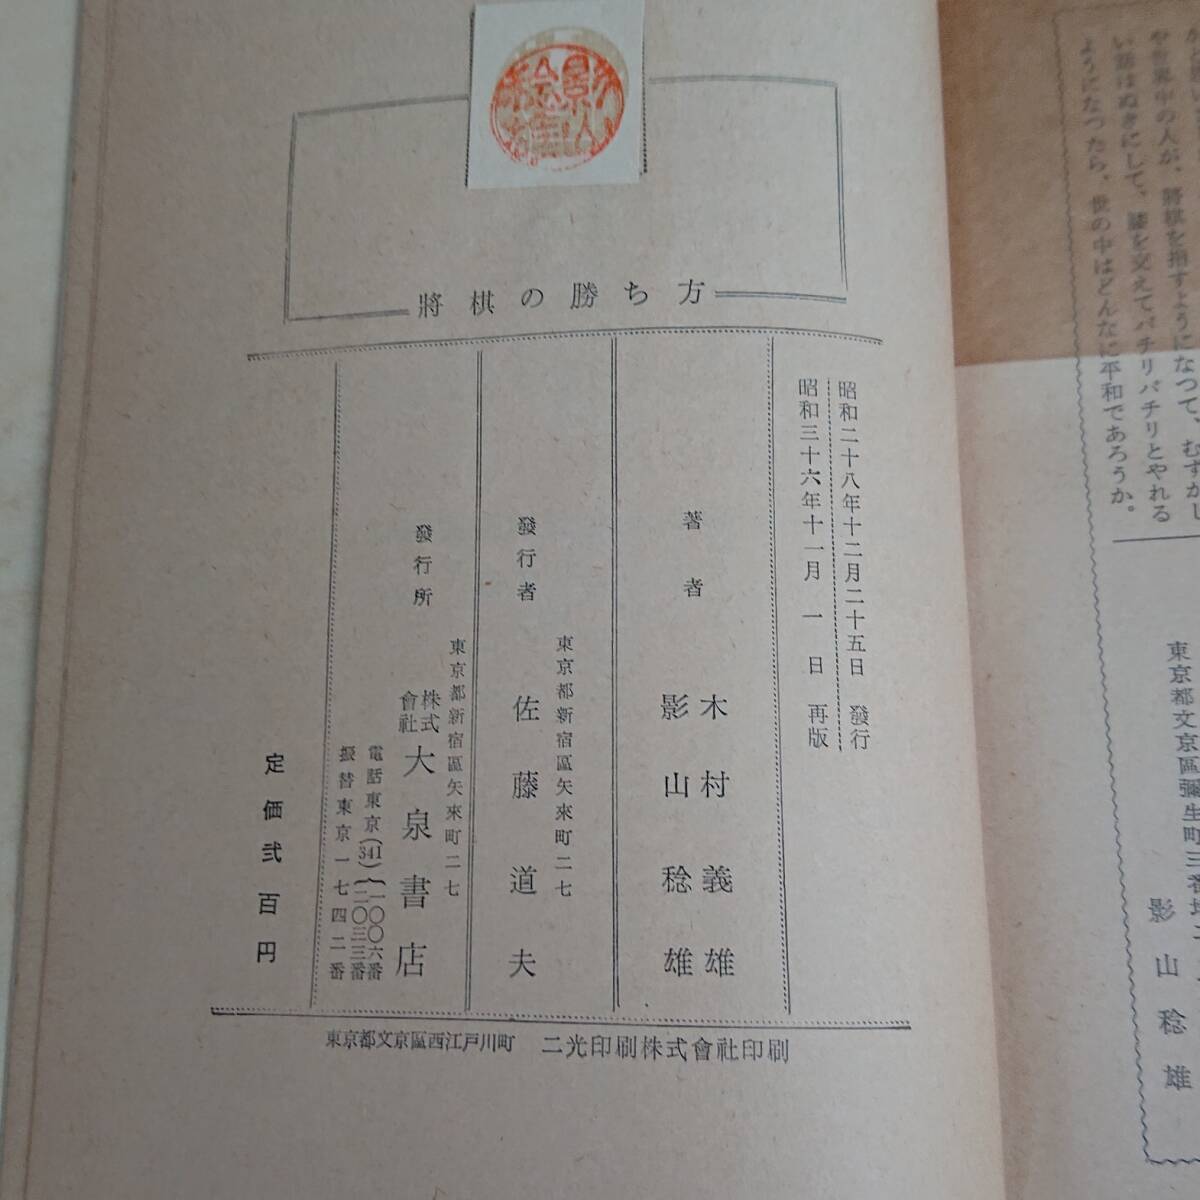 や世界中の人が、將棋を指すようになつて、むずかし
い話はぬきにして、膝を交えてパチリパチリとやれる
ようになつたら、世の中はどんなに平和であろうか。
東京都文京區彌生町三番地
影山稔雄
影山稔雄
將棋の勝ち方
昭和二十八年十二月二十五日 發行
昭和三十六年十一月一日 再版
著者
木村義雄
影山稔雄
東京都新宿區矢來町二七
發行者 佐藤道夫
東京都新宿區矢來町二七
發行所 株式會社 大泉書店
電話東京(341){一〇〇六番
二〇三三番
振替東京一七四二番
定価弐百円
東京都文京區西江戸川町 二光印刷株式會社印刷